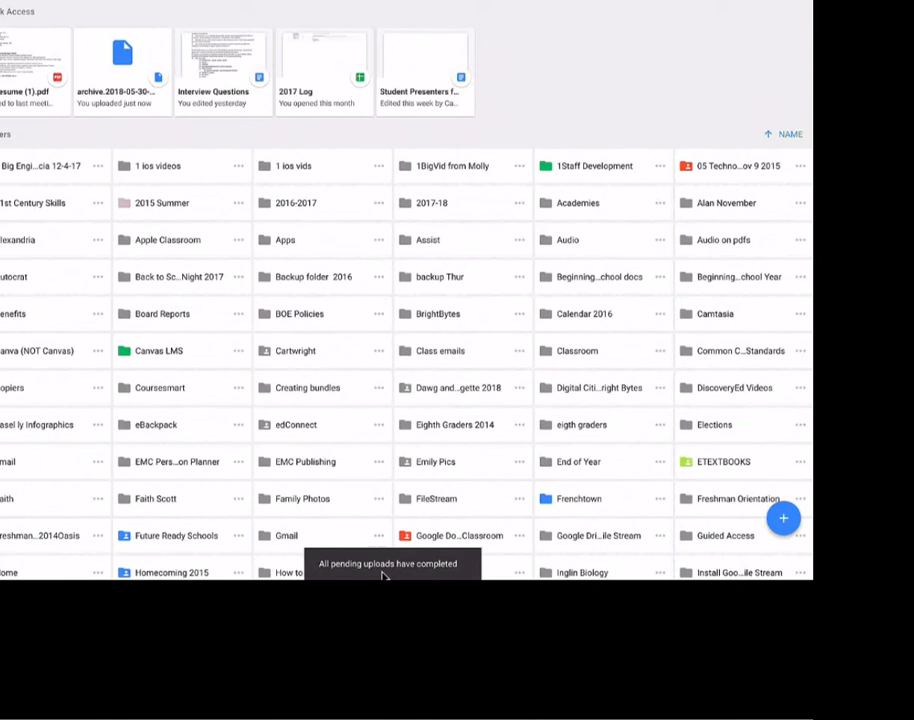 k Access
esume (1).pdf
ed to last meeti...
archive.2018-05-30-...
You uploaded just now
Interview Questions
You edited yesterday
2017 Log
You opened this month
Student Presenters f...
Edited this week by Ca...
ers
NAME
Big Engi...cia 12-4-17
1 ios videos
1 ios vids
1BigVid from Molly
1Staff Development
05 Techno...ov 9 2015
1st Century Skills
2015 Summer
2016-2017
2017-18
Academies
Alan November
lexandria
Apple Classroom
Apps
Assist
Audio
Audio on pdfs
utocrat
Back to Sc...Night 2017
Backup folder 2016
backup Thur
Beginning...chool docs
Beginning...chool Year
enefits
Board Reports
BOE Policies
BrightBytes
Calendar 2016
Camtasia
anva (NOT Canvas)
Canvas LMS
Cartwright
Class emails
Classroom
Common C...Standards
opiers
Coursesmart
Creating bundles
Dawg and...gette 2018
Digital Citi...right Bytes
DiscoveryEd Videos
asel ly Infographics
eBackpack
edConnect
Eighth Graders 2014
eigth graders
Elections
mail
EMC Pers...on Planner
EMC Publishing
Emily Pics
End of Year
ETEXTBOOKS
aith
Faith Scott
Family Photos
FileStream
Frenchtown
Freshman Orientation
reshman...2014Oasis
Future Ready Schools
Gmail
Google Do...Classroom
Google Dri...ile Stream
Guided Access
ome
Homecoming 2015
How to
All pending uploads have completed
Inglin Biology
Install Goo...ile Stream